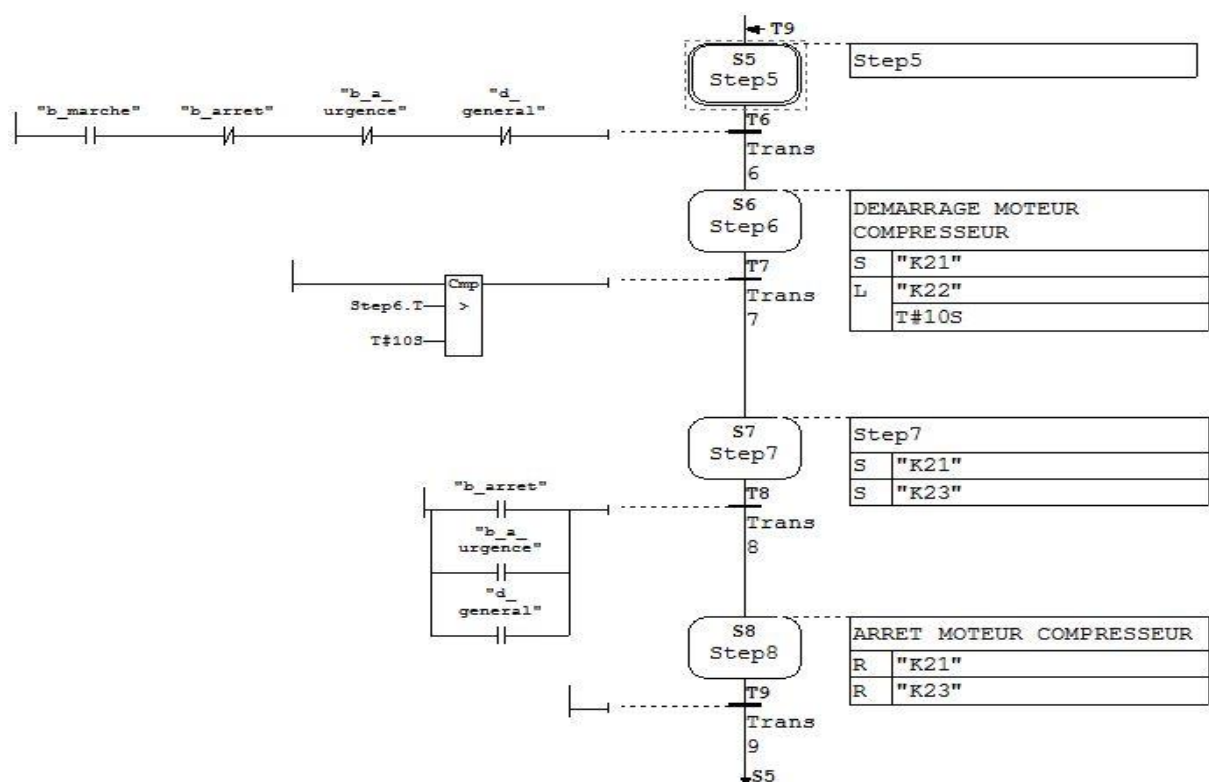 T9
S5
Step5
Step5
"b_marche"
"b_arret"
"b_a_
urgence"
"d_
general"
T6
Trans
6
S6
Step6
DEMARRAGE MOTEUR
COMPRESSEUR
S "K21"
L "K22"
T#10S
T7
Trans
7
Cmp
Step6.T
>
T#10S
S7
Step7
Step7
S "K21"
S "K23"
"b_arret"
"b_a_
urgence"
"d_
general"
T8
Trans
8
S8
Step8
ARRET MOTEUR COMPRESSEUR
R "K21"
R "K23"
T9
Trans
9
S5